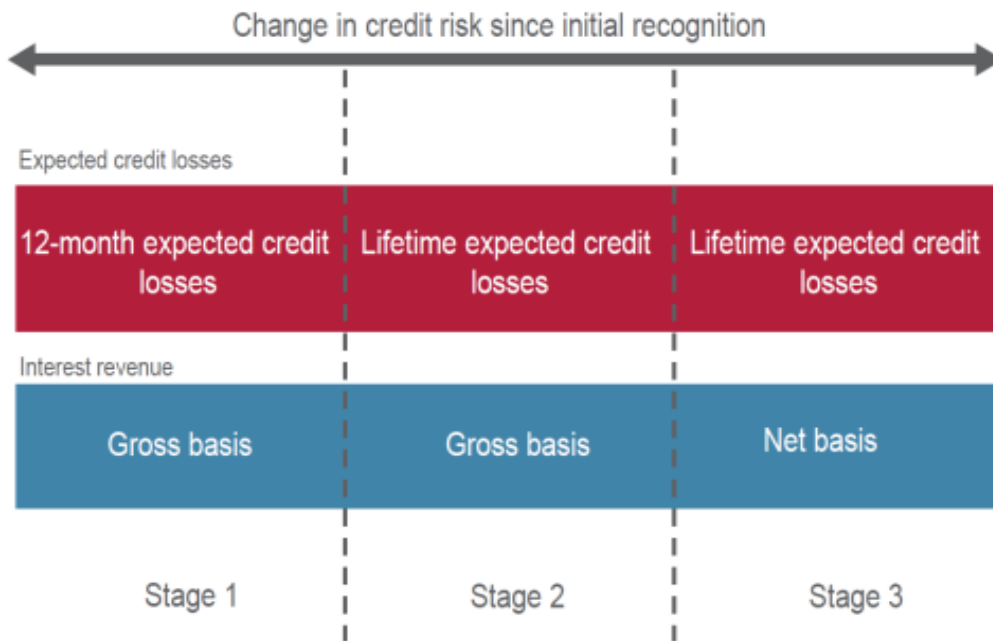 Change in credit risk since initial recognition
Expected credit losses
12-month expected credit
losses
Lifetime expected credit
losses
Lifetime expected credit
losses
Interest revenue
Gross basis
Gross basis
Net basis
Stage 1
Stage 2
Stage 3